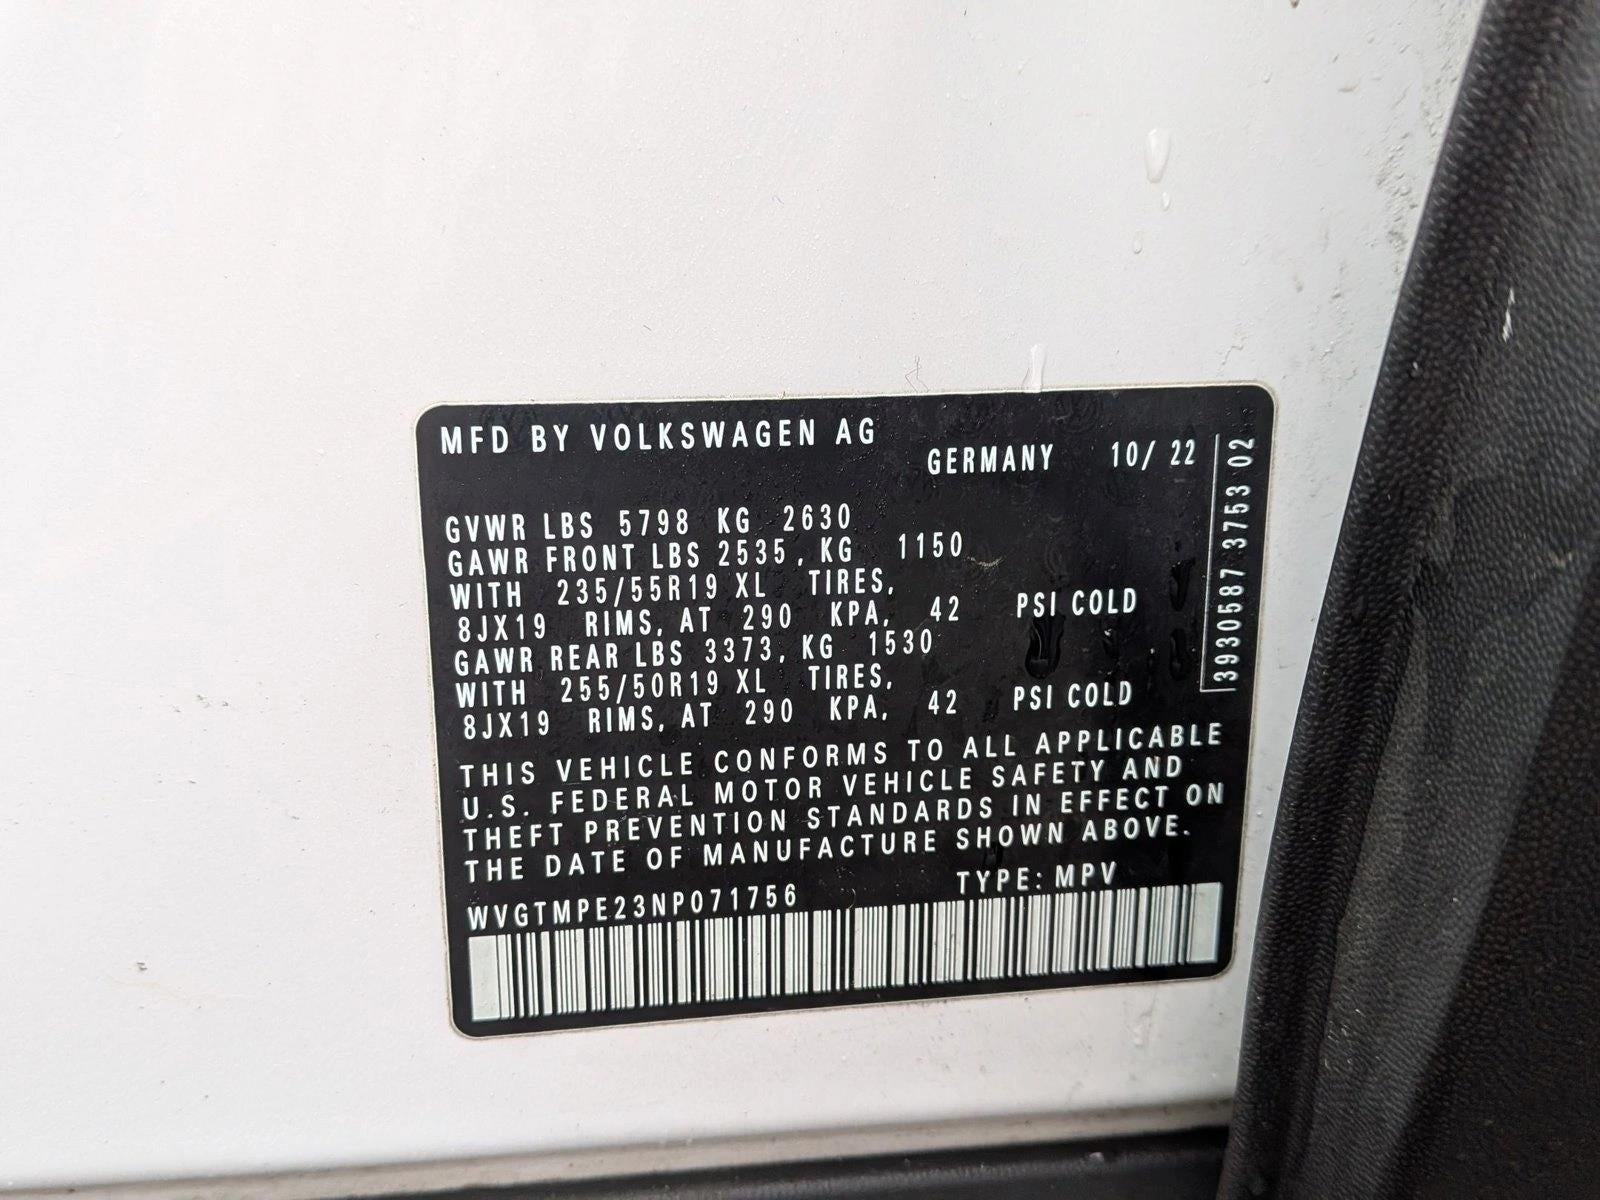 MFD BY VOLKSWAGEN AG
GERMANY 10/ 22
GVWR LBS 5798 KG 2630
GAWR FRONT LBS 2535, KG 1150
WITH 235/55R19 XL TIRES,
8JX19 RIMS, AT 290 KPA, 42 PSI COLD
GAWR REAR LBS 3373, KG 1530
WITH 255/50R19 XL TIRES,
8JX19 RIMS, AT 290 KPA, 42 PSI COLD
THIS VEHICLE CONFORMS TO ALL APPLICABLE
U.S. FEDERAL MOTOR VEHICLE SAFETY AND
THEFT PREVENTION STANDARDS IN EFFECT ON
THE DATE OF MANUFACTURE SHOWN ABOVE.
WVGTMPE23NP071756 TYPE: MPV
3930587 3753 02